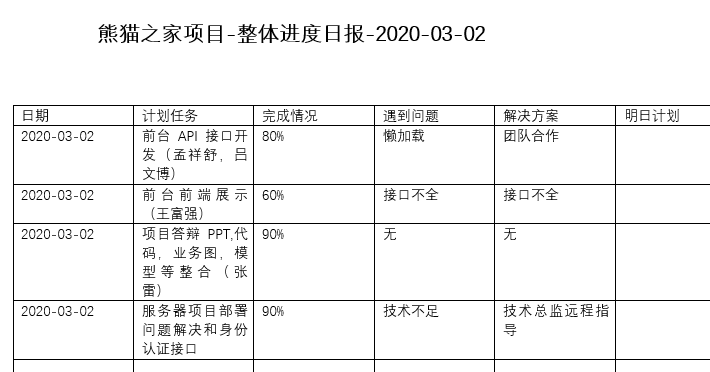 熊猫之家项目-整体进度日报-2020-03-02
日期 计划任务 完成情况 遇到问题 解决方案 明日计划
2020-03-02 前台 API 接口开 80% 懒加载 团队合作
发（孟祥舒，吕
文博）
2020-03-02 前台前端展示 60% 接口不全 接口不全
（王富强）
2020-03-02 项目答辩 PPT,代 90% 无 无
码，业务图，模
型等整合（张
雷）
2020-03-02 服务器项目部署 90% 技术不足 技术总监远程指
问题解决和身份 导
认证接口